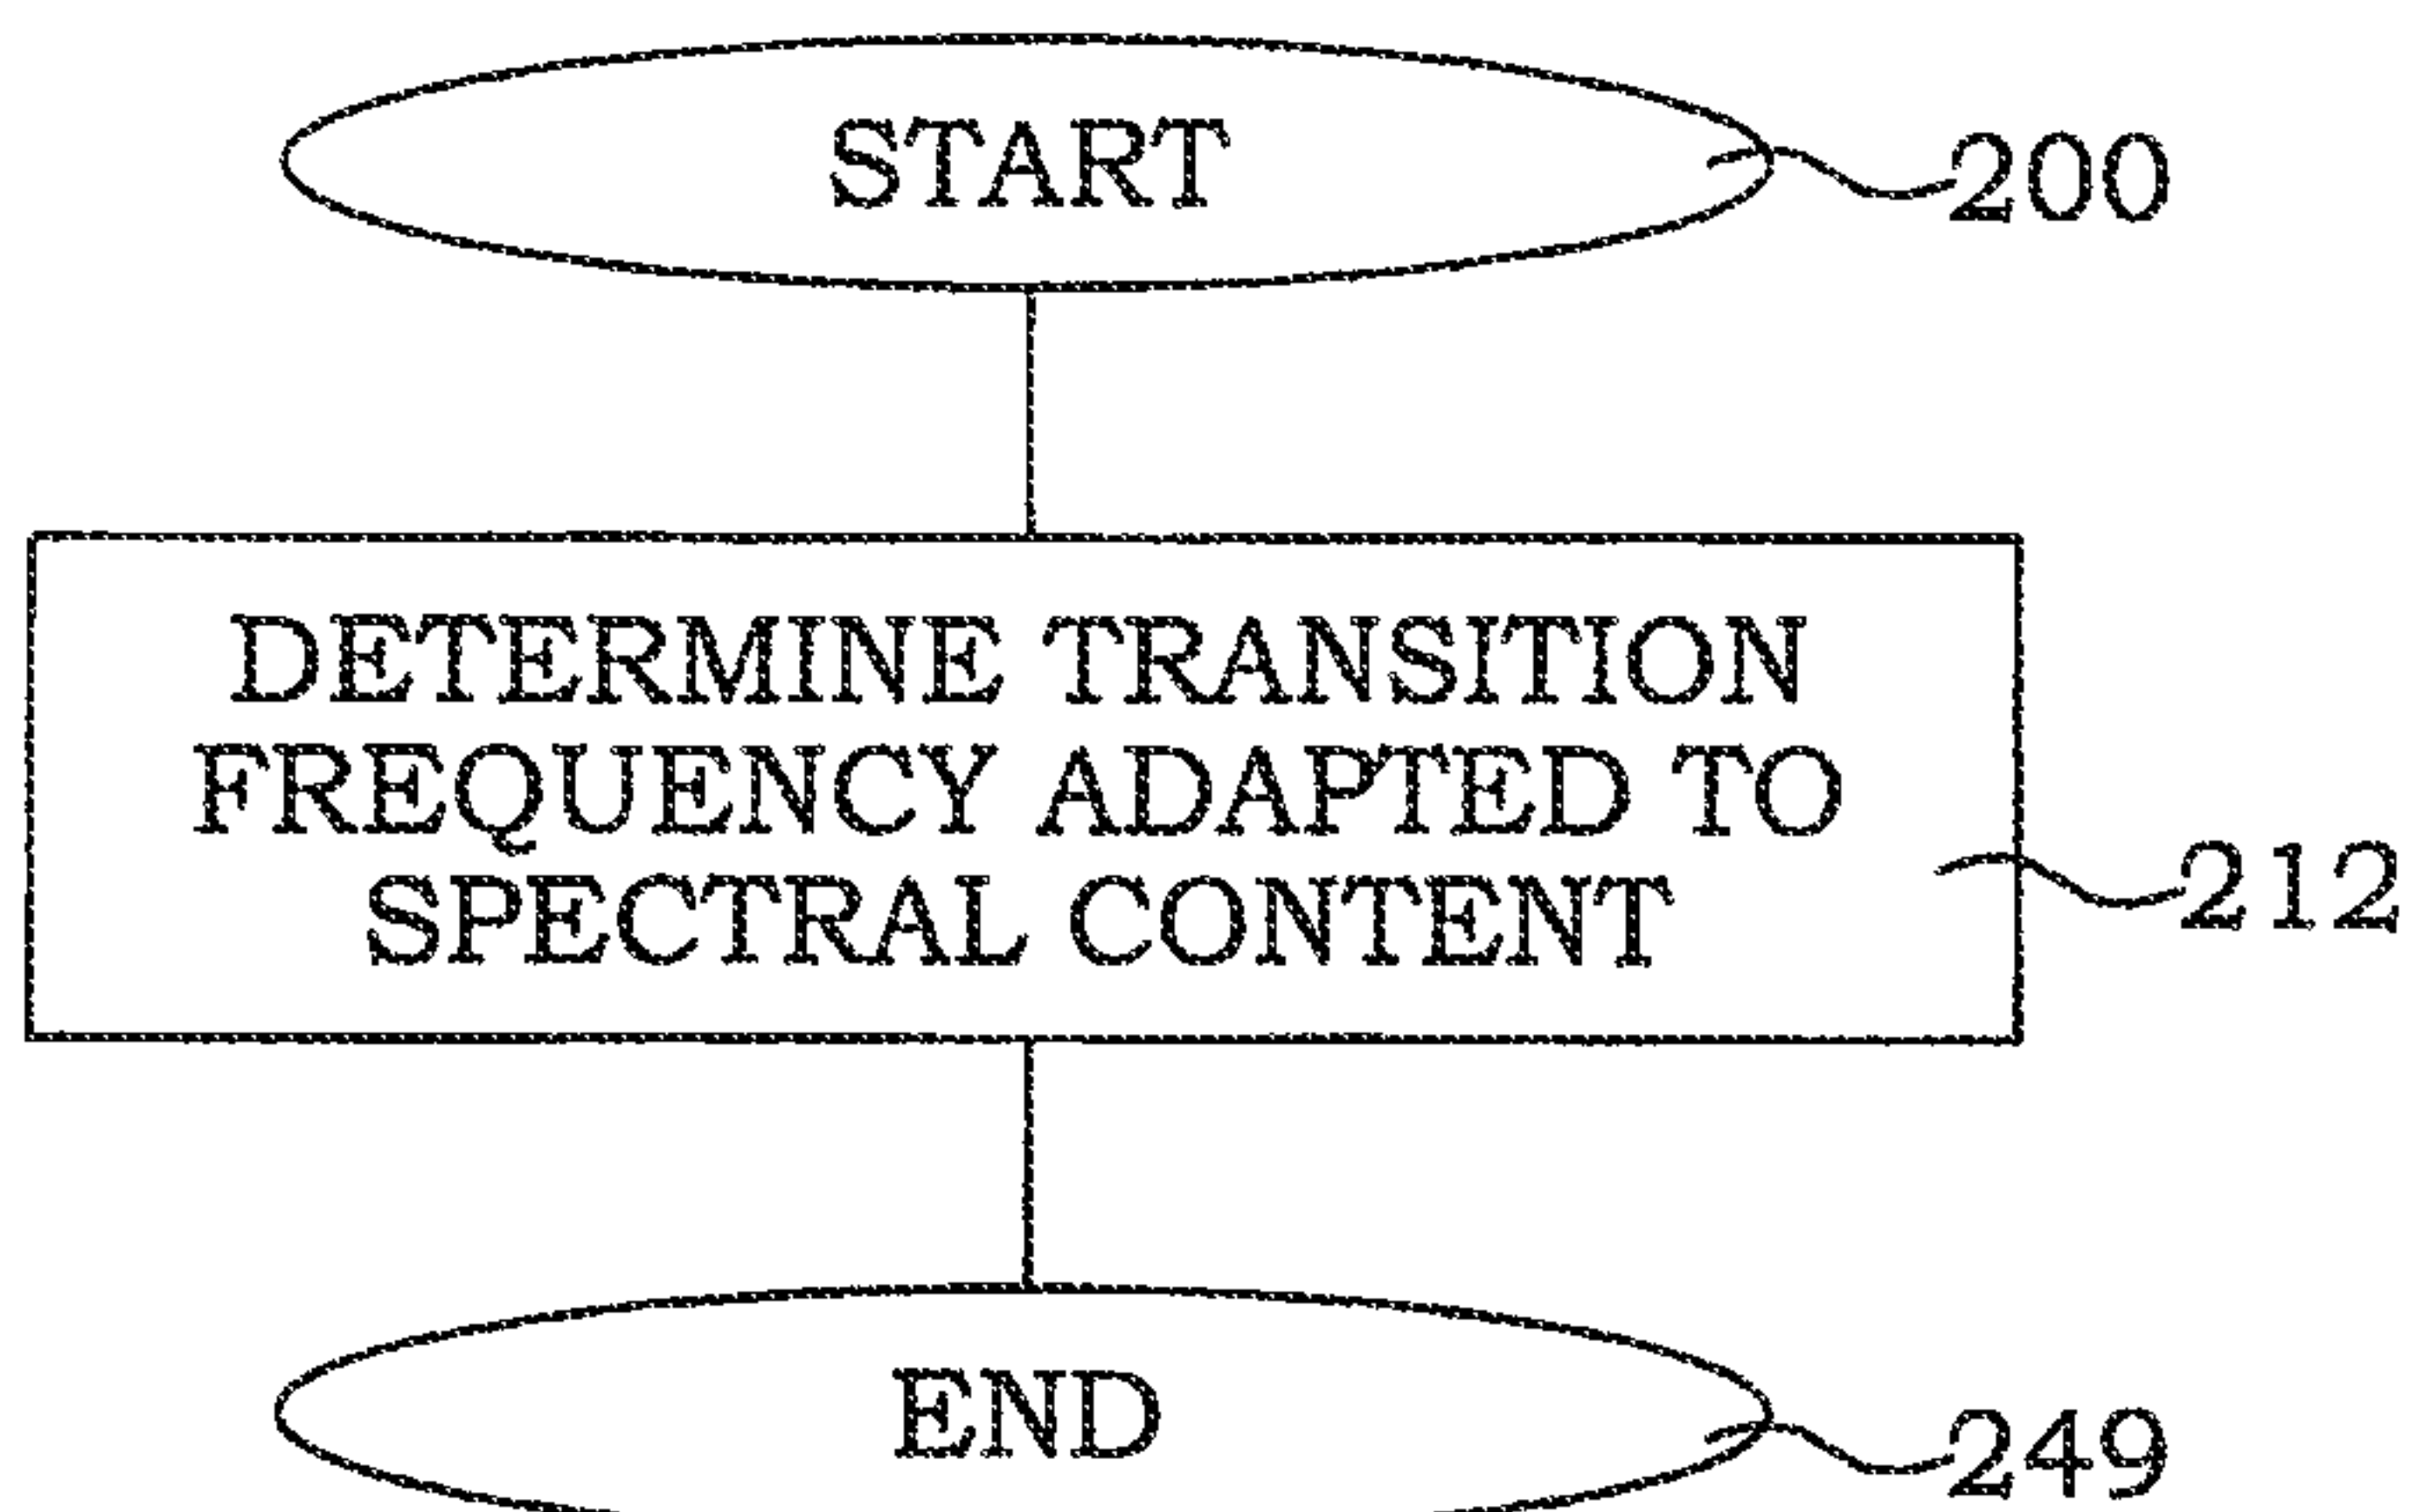 START
200
DETERMINE TRANSITION
FREQUENCY ADAPTED TO
SPECTRAL CONTENT
212
END
249